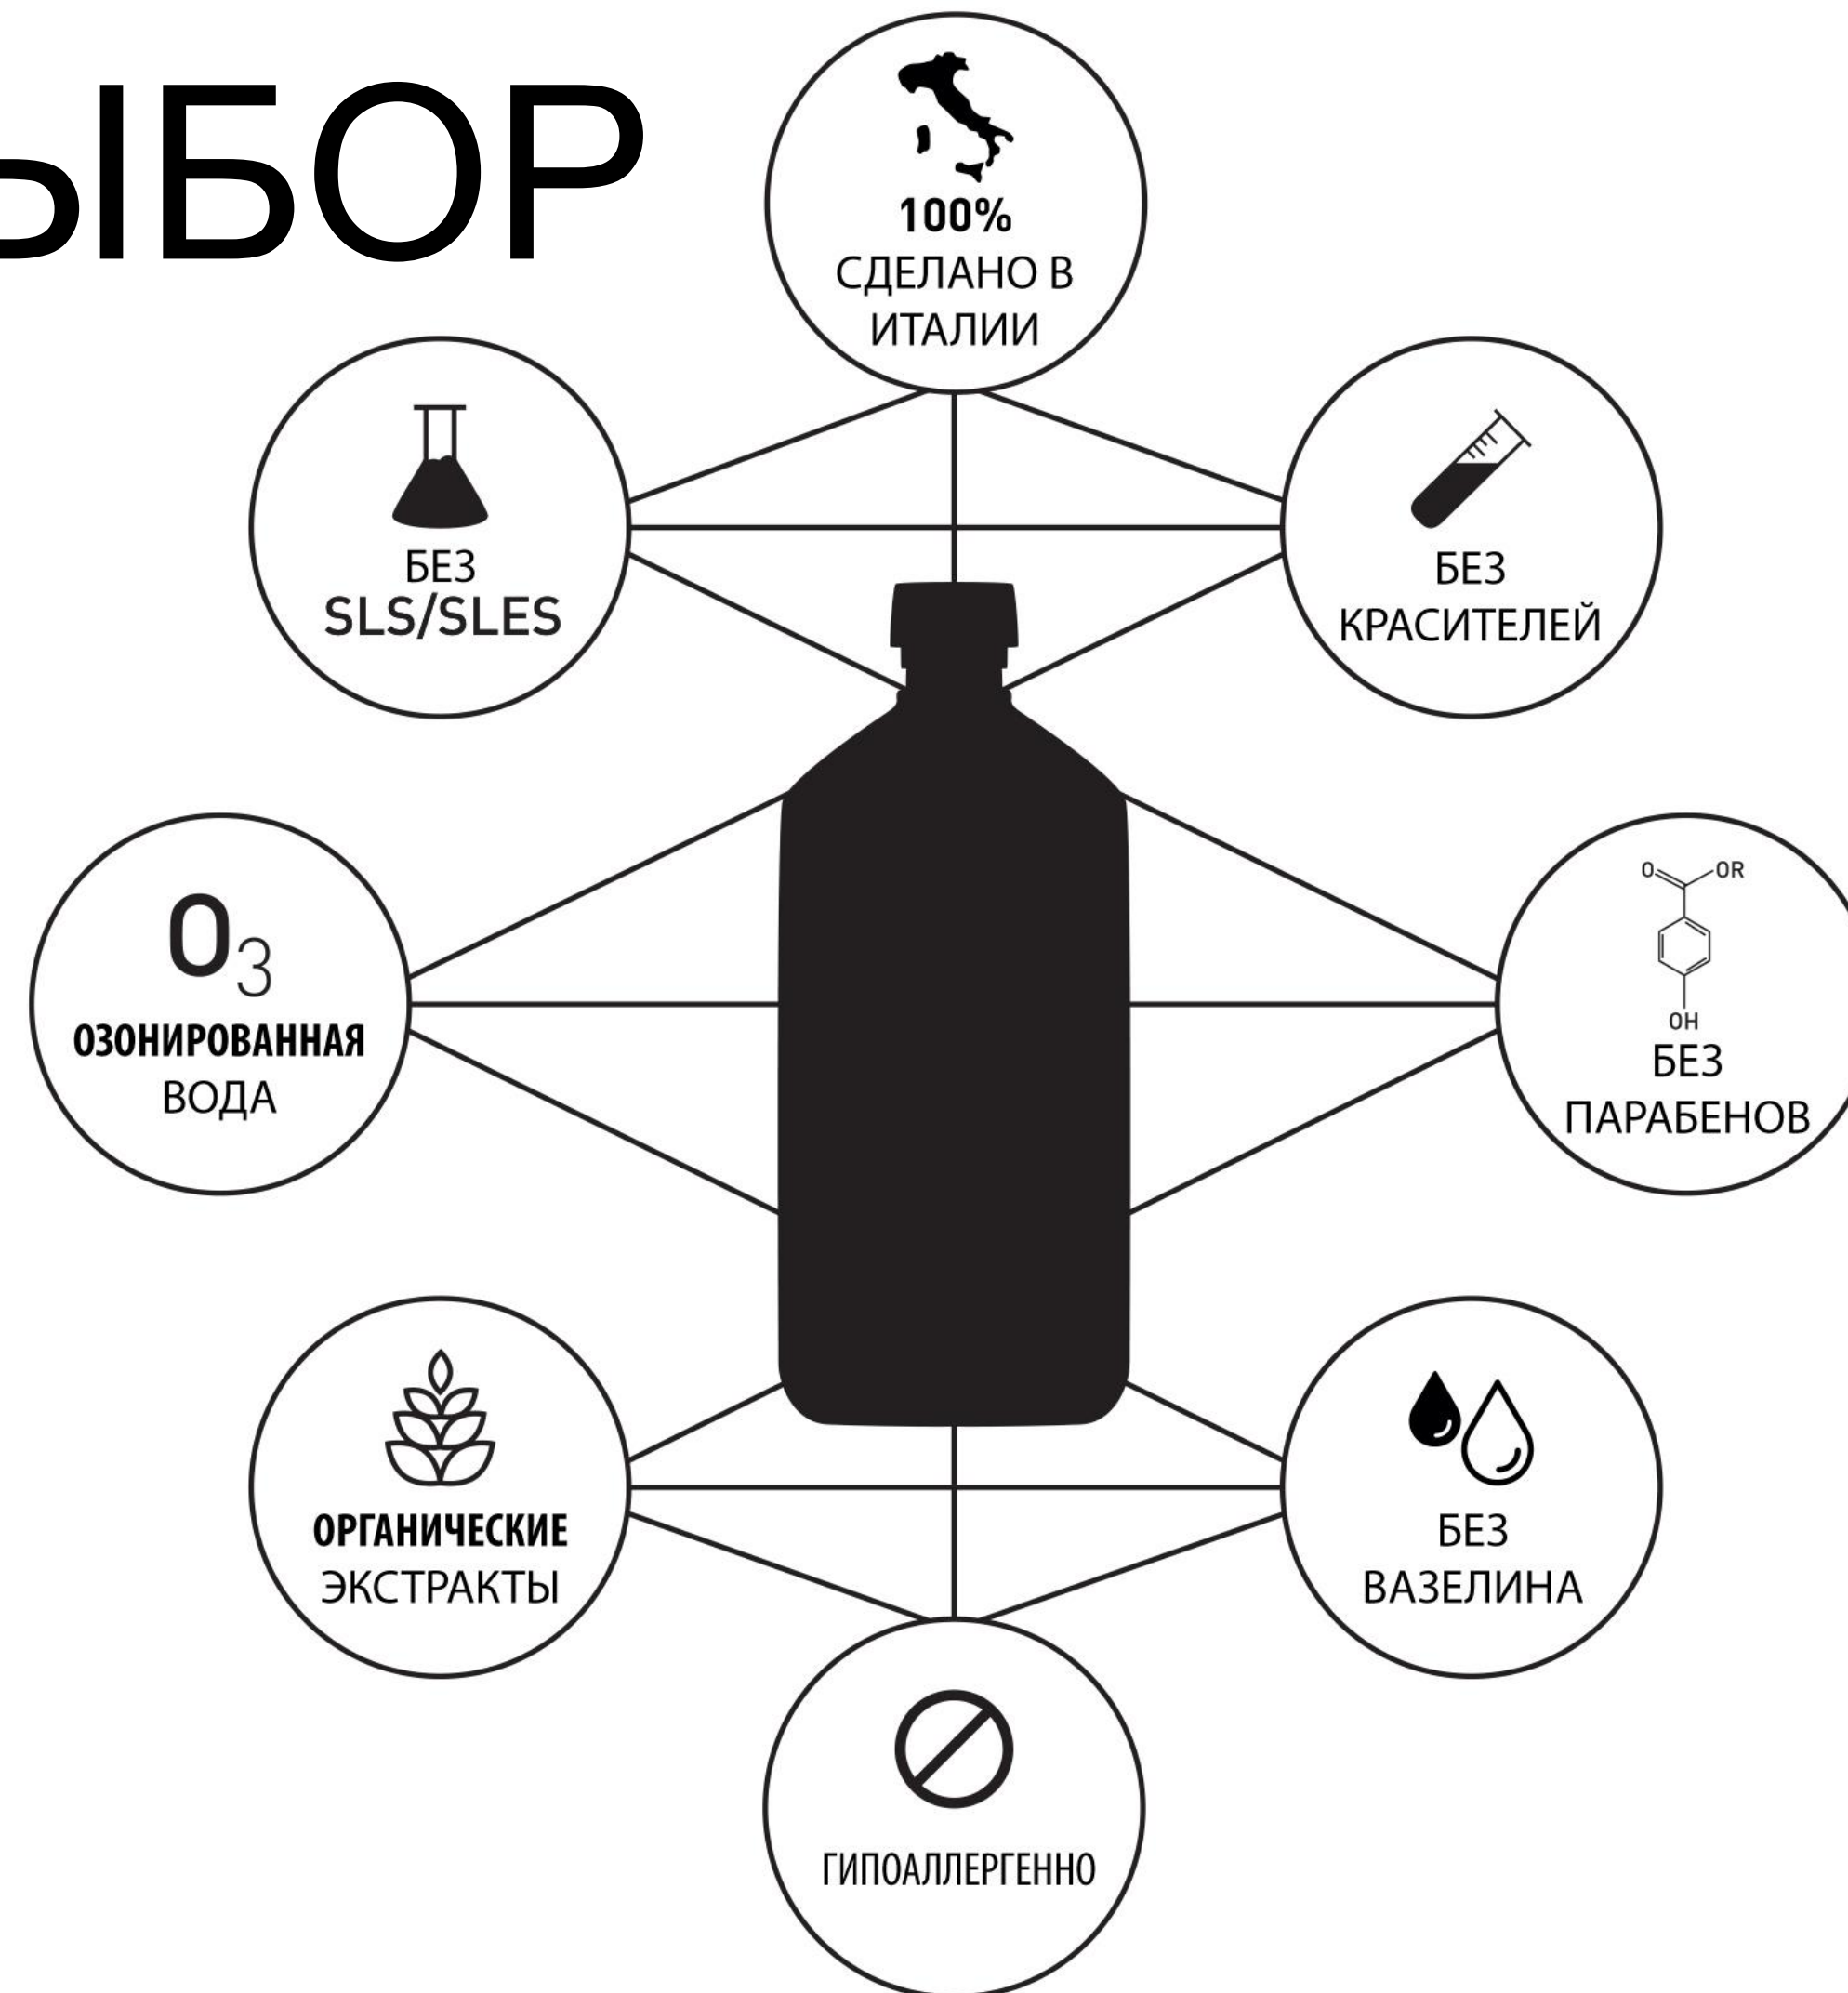 ЫБОР
100%
СДЕЛАНО В
ИТАЛИИ
БЕЗ
SLS/SLES
БЕЗ
КРАСИТЕЛЕЙ
O3
ОЗОНИРОВАННАЯ
ВОДА
O OR
OH
БЕЗ
ПАРАБЕНОВ
ОРГАНИЧЕСКИЕ
ЭКСТРАКТЫ
БЕЗ
ВАЗЕЛИНА
ГИПОАЛЛЕРГЕННО